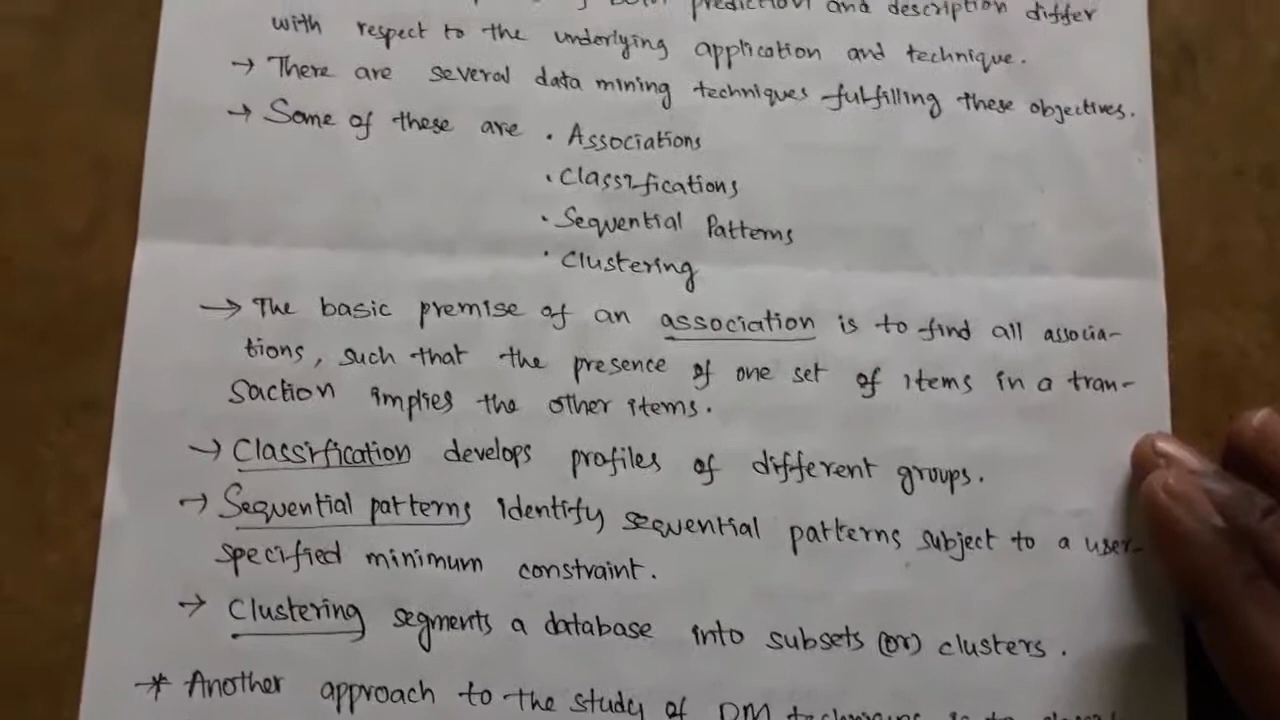 prediction and description differ
with respect to the underlying application and technique.
→ There are several data mining techniques fulfilling these objectives.
→ Some of these are • Associations
• Classifications
• Sequential Patterns
• Clustering
→ The basic premise of an association is to find all associa-
tions, such that the presence of one set of items in a tran-
saction implies the other items.
→ Classification develops profiles of different groups.
→ Sequential patterns identify sequential patterns subject to a user-
specified minimum constraint.
→ Clustering segments a database into subsets (or) clusters.
* Another approach to the study of DM